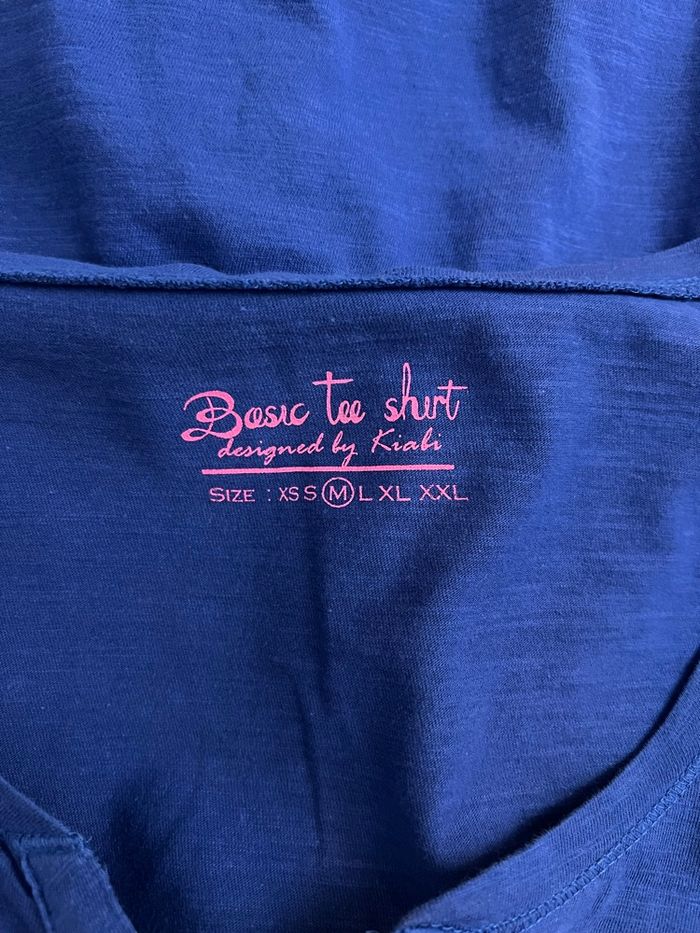 Basic tee shirt
designed by Kiabi
SIZE : XS S M L XL XXL